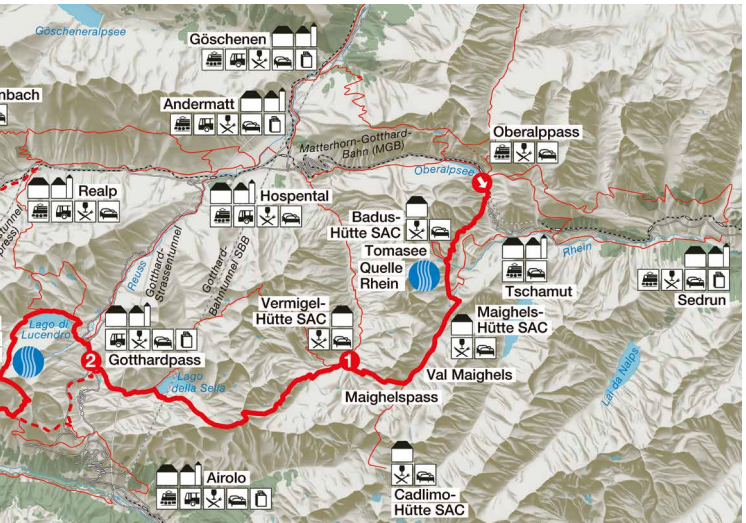 Göscheneralpsee
Göschenen
nbach
Andermatt
Matterhorn-Gotthard-
Bahn (MGB)
Oberalppass
Oberalpsee
Realp
Hospental
Badus-
Hütte SAC
Tomasee
Quelle
Rhein
Rhein
Tschamut
Sedrun
Reuss
Gotthard-
Strassentunnel
Gotthard-
Bahntunnel SBB
Vermigel-
Hütte SAC
Maighels-
Hütte SAC
Lago di
Lucendro
2
Gotthardpass
1
Val Maighels
Lago
della Sella
Maighelspass
Lai da Nalps
Airolo
Cadlimo-
Hütte SAC